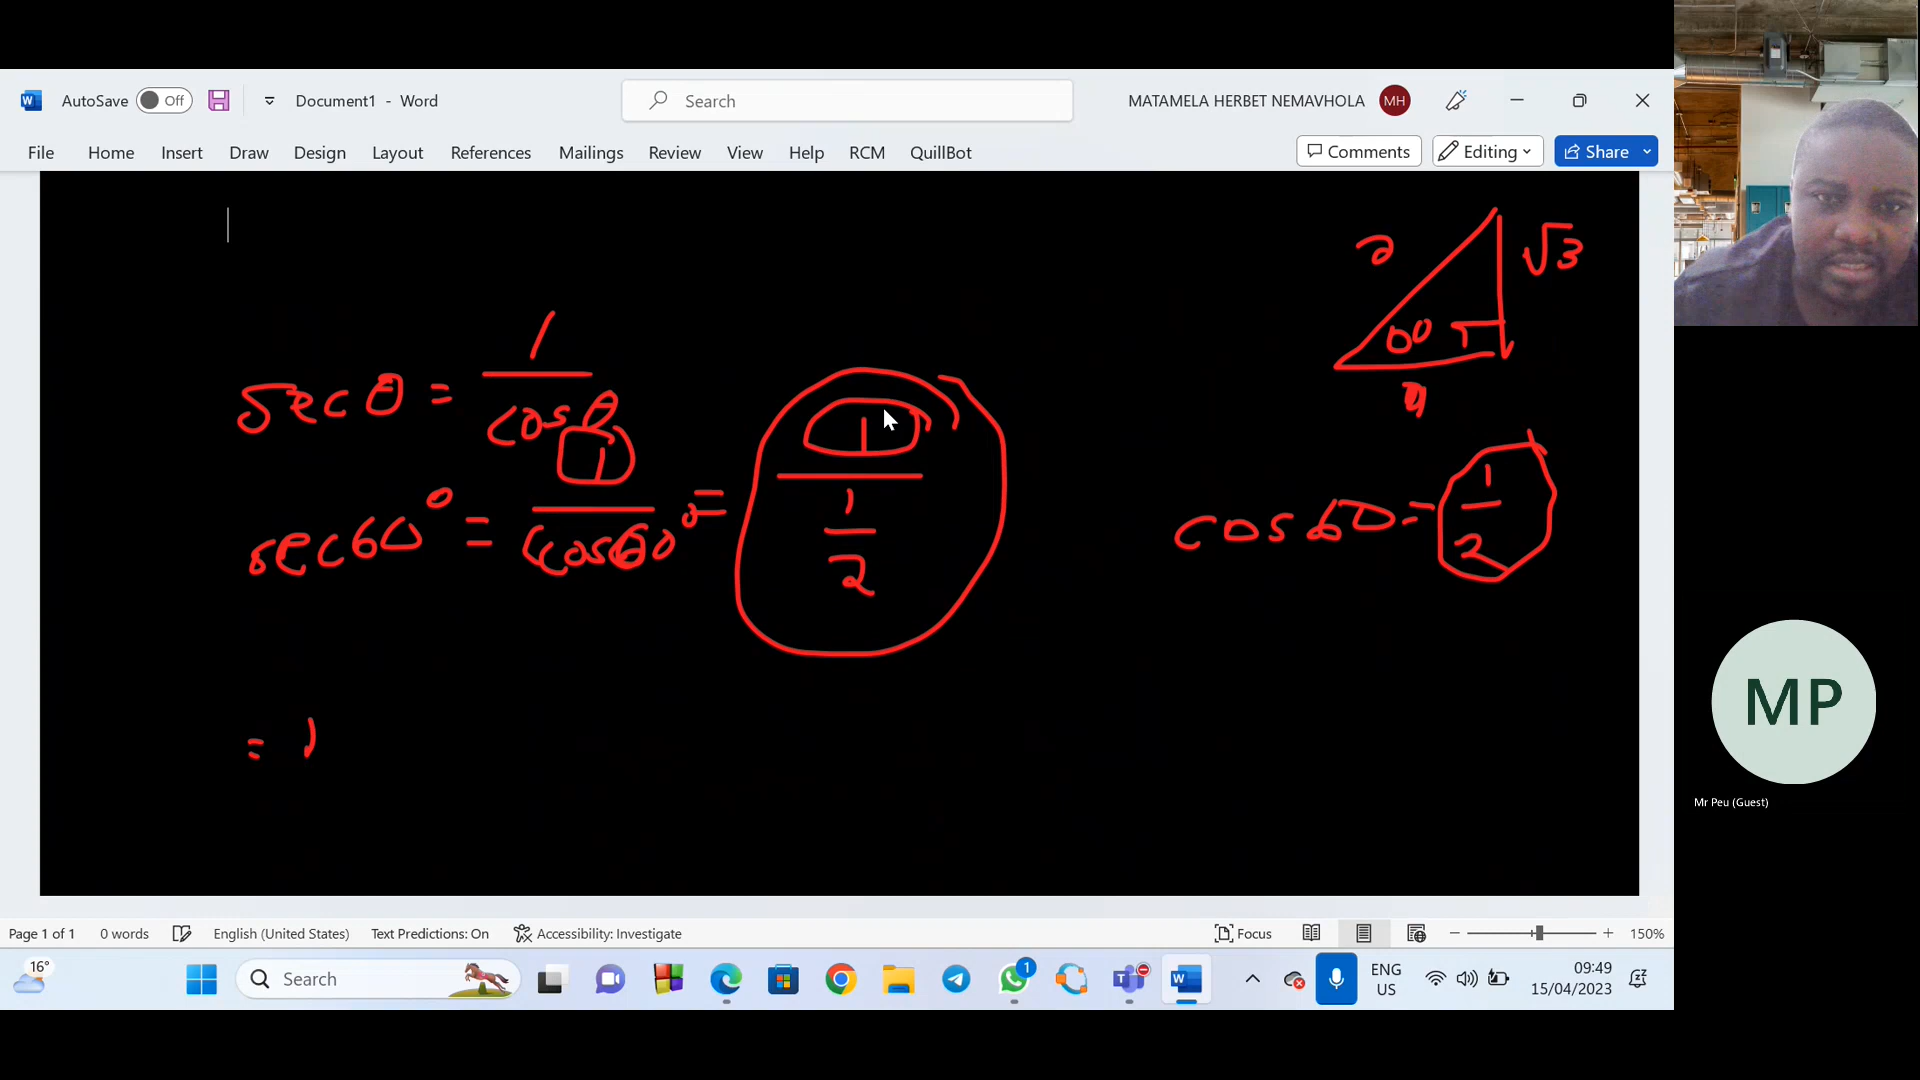 AutoSave Off Document1 - Word Search MATAMELA HERBET NEMAVHOLA MH
File Home Insert Draw Design Layout References Mailings Review View Help RCM QuillBot Comments Editing Share
2 √3
60
1
sec θ = 1/cos θ
sec 60° = 1/cos 60° = 1/(1/2)
cos 60 = 1/2
= 1
MP
Mr Peu (Guest)
Page 1 of 1 0 words English (United States) Text Predictions: On Accessibility: Investigate Focus 150%
16° Search 1 ENG US 09:49 15/04/2023